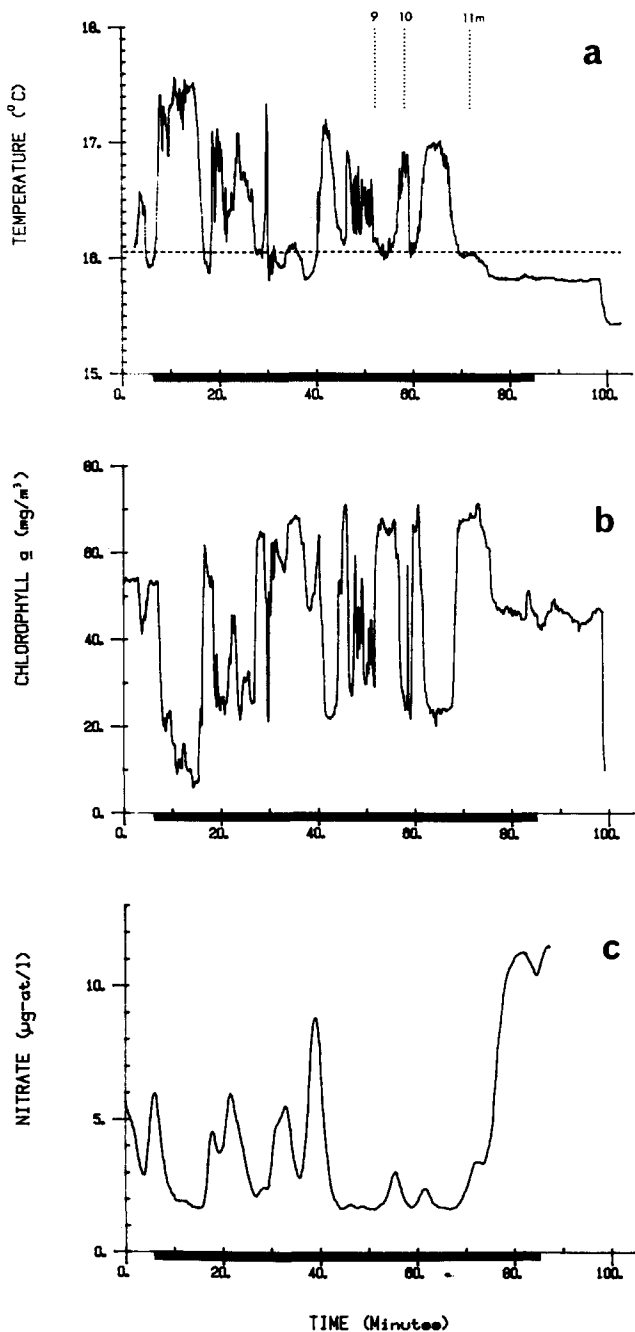 9 10 11m
a
TEMPERATURE (°C)
18.
17.
16.
15.
0. 20. 40. 60. 80. 100.
b
CHLOROPHYLL a (mg/m³)
80.
60.
40.
20.
0.
0. 20. 40. 60. 80. 100.
c
NITRATE (µg-at/l)
10.
5.
0.
0. 20. 40. 60. 80. 100.
TIME (Minutes)